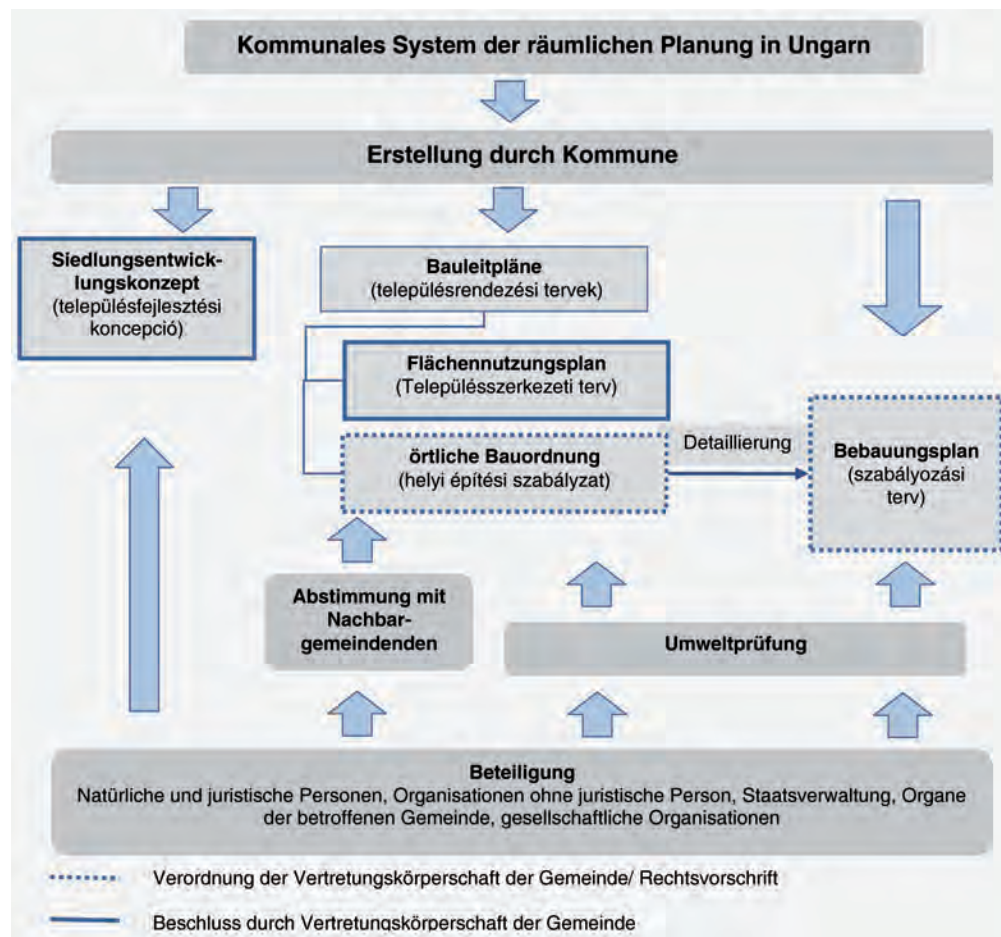 Kommunales System der räumlichen Planung in Ungarn
Erstellung durch Kommune
Siedlungsentwick-
lungskonzept
(településfejlesztési
koncepció)
Bauleitpläne
(településrendezési tervek)
Flächennutzungsplan
(Településszerkezeti terv)
örtliche Bauordnung
(helyi építési szabályzat)
Detaillierung
Bebauungsplan
(szabályozási
terv)
Abstimmung mit
Nachbar-
gemeindenden
Umweltprüfung
Beteiligung
Natürliche und juristische Personen, Organisationen ohne juristische Person, Staatsverwaltung, Organe
der betroffenen Gemeinde, gesellschaftliche Organisationen
Verordnung der Vertretungskörperschaft der Gemeinde/ Rechtsvorschrift
Beschluss durch Vertretungskörperschaft der Gemeinde